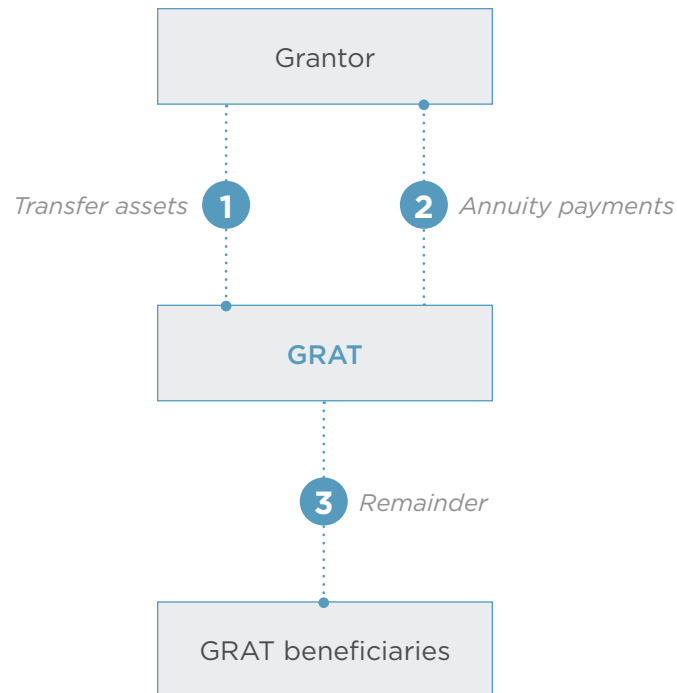 Grantor
Transfer assets 1
2 Annuity payments
GRAT
3 Remainder
GRAT beneficiaries